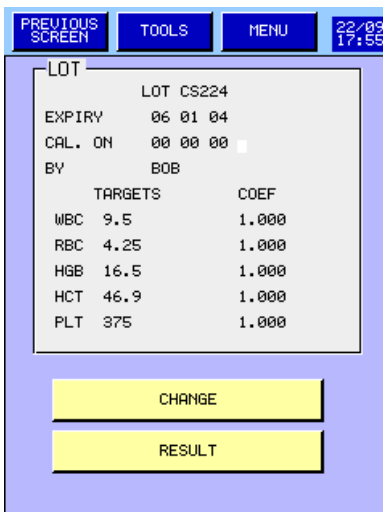 PREVIOUS SCREEN TOOLS MENU 22/09 17:55
LOT
LOT CS224
EXPIRY 06 01 04
CAL. ON 00 00 00
BY BOB
TARGETS COEF
WBC 9.5 1.000
RBC 4.25 1.000
HGB 16.5 1.000
HCT 46.9 1.000
PLT 375 1.000
CHANGE
RESULT